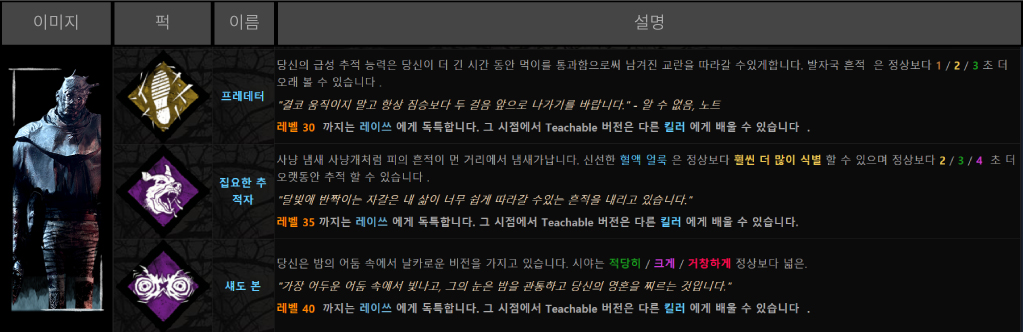 이미지 퍽 이름 설명
프레데터
당신의 급성 추적 능력은 당신이 더 긴 시간 동안 먹이를 통과함으로써 남겨진 교란을 따라갈 수있게합니다. 발자국 흔적 은 정상보다 1 / 2 / 3 초 더
오래 볼 수 있습니다 .
"결코 움직이지 말고 항상 짐승보다 두 걸음 앞으로 나가기를 바랍니다." - 알 수 없음, 노트
레벨 30 까지는 레이쓰 에게 독특합니다. 그 시점에서 Teachable 버전은 다른 킬러 에게 배울 수 있습니다 .
집요한 추
적자
사냥 냄새 사냥개처럼 피의 흔적이 먼 거리에서 냄새가납니다. 신선한 혈액 얼룩 은 정상보다 훨씬 더 많이 식별 할 수 있으며 정상보다 2 / 3 / 4 초 더
오랫동안 추적 할 수 있습니다 .
"달빛에 반짝이는 자갈은 내 삶이 너무 쉽게 따라갈 수있는 흔적을 내리고 있습니다."
레벨 35 까지는 레이쓰 에게 독특합니다. 그 시점에서 Teachable 버전은 다른 킬러 에게 배울 수 있습니다.
섀도 본
당신은 밤의 어둠 속에서 날카로운 비전을 가지고 있습니다. 시야는 적당히 / 크게 / 거창하게 정상보다 넓은.
"가장 어두운 어둠 속에서 빛나고, 그의 눈은 밤을 관통하고 당신의 영혼을 찌르는 것입니다."
레벨 40 까지는 레이쓰 에게 독특합니다. 그 시점에서 Teachable 버전은 다른 킬러 에게 배울 수 있습니다 .